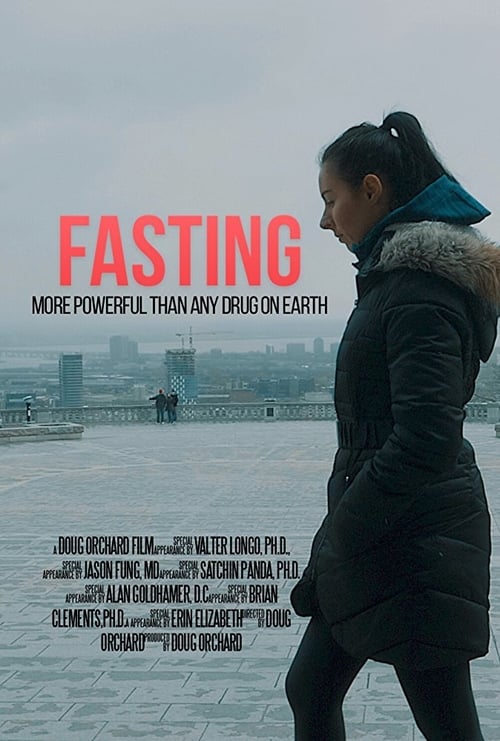 FASTING
MORE POWERFUL THAN ANY DRUG ON EARTH
A DOUG ORCHARD FILM SPECIAL APPEARANCE BY VALTER LONGO, PH.D.,
SPECIAL APPEARANCE BY JASON FUNG, MD SPECIAL APPEARANCE BY SATCHIN PANDA, PH.D.
SPECIAL APPEARANCE BY ALAN GOLDHAMER, D.C. SPECIAL APPEARANCE BY BRIAN
CLEMENTS, PH.D. SPECIAL APPEARANCE BY ERIN ELIZABETH DIRECTED BY DOUG
ORCHARD PRODUCED BY DOUG ORCHARD